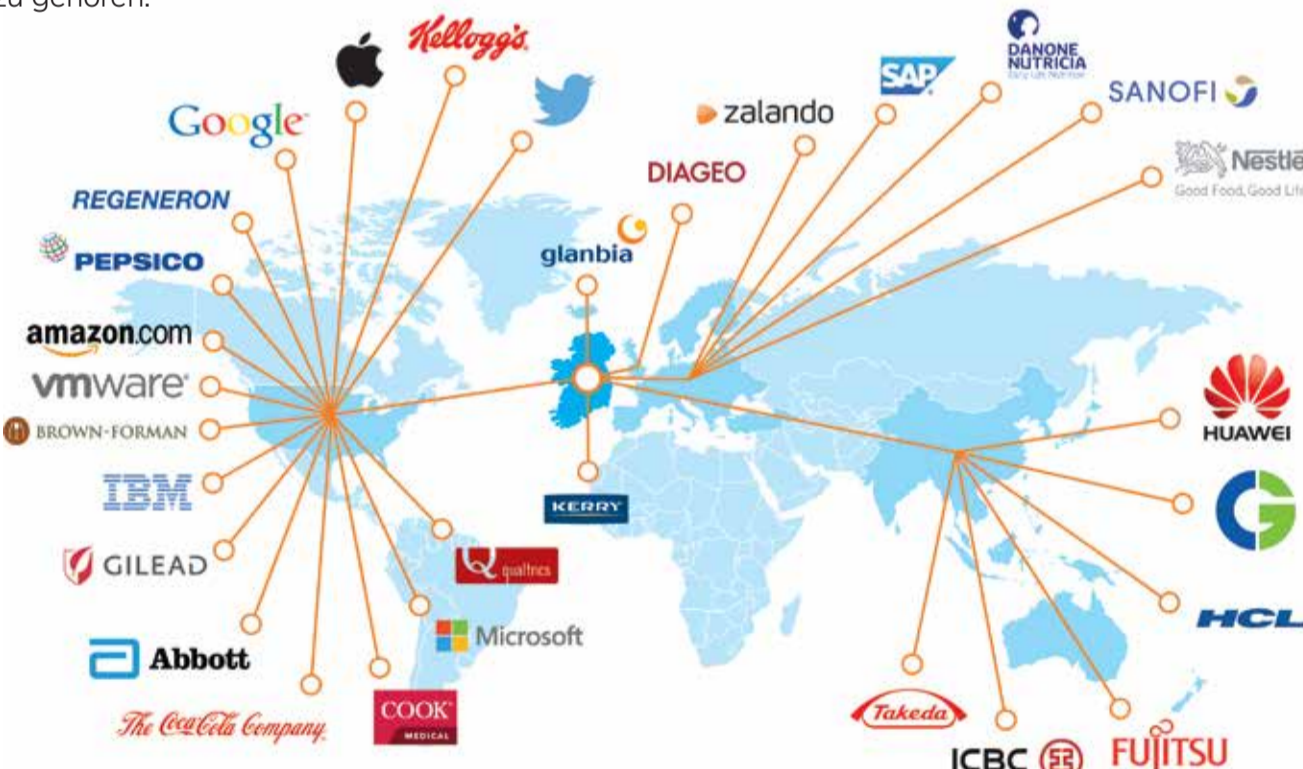 zu gehören.
Kellogg's
Google
REGENERON
PEPSICO
amazon.com
vmware
BROWN-FORMAN
IBM
GILEAD
Abbott
The Coca-Cola Company
COOK
MEDICAL
Microsoft
Q qualtrics
glanbia
KERRY
DIAGEO
zalando
SAP
DANONE
NUTRICIA
Early Life Nutrition
SANOFI
Nestlé
Good Food, Good Life
HUAWEI
HCL
FUJITSU
ICBC
Takeda